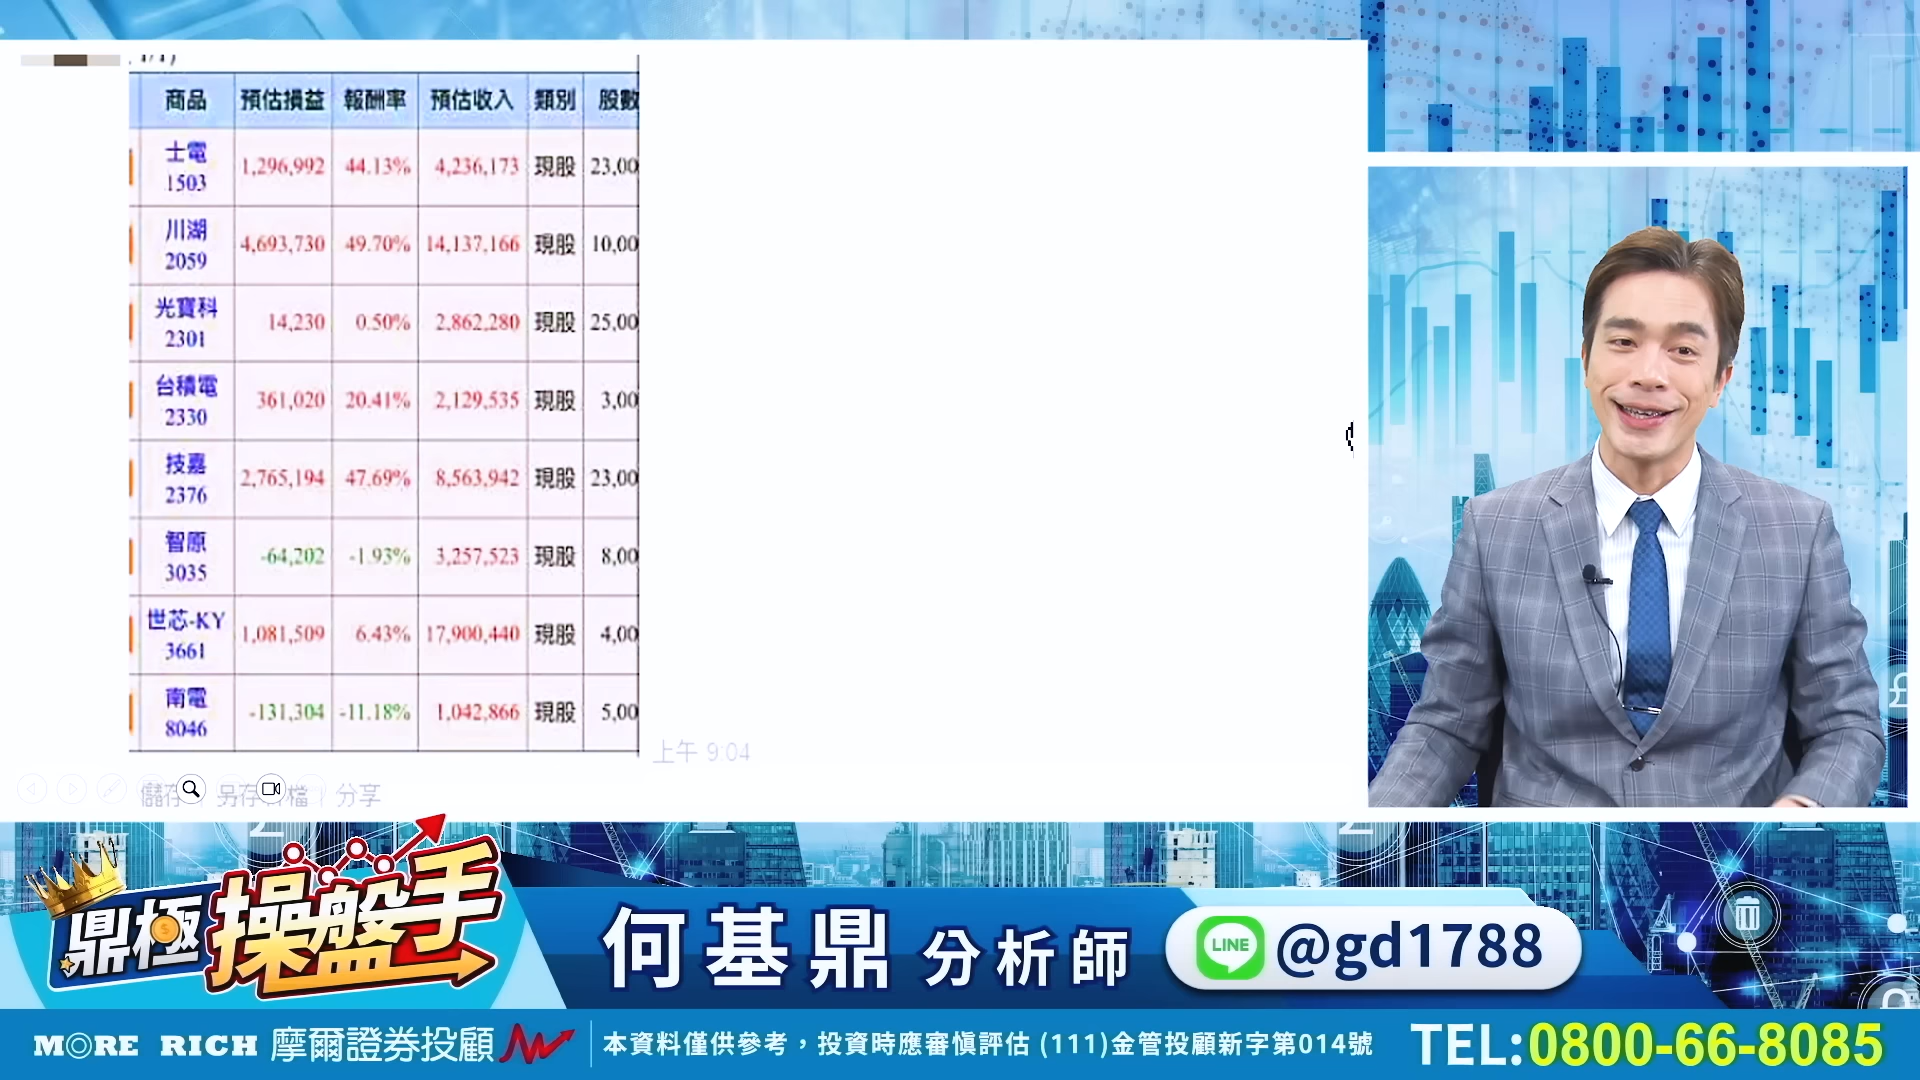 商品 預估損益 報酬率 預估收入 類別 股數
士電 1503 1,296,992 44.13% 4,236,173 現股 23,00
川湖 2059 4,693,730 49.70% 14,137,166 現股 10,00
光寶科 2301 14,230 0.50% 2,862,280 現股 25,00
台積電 2330 361,020 20.41% 2,129,535 現股 3,00
技嘉 2376 2,765,194 47.69% 8,563,942 現股 23,00
智原 3035 -64,202 -1.93% 3,257,523 現股 8,00
世芯-KY 3661 1,081,509 6.43% 17,900,440 現股 4,00
南電 8046 -131,304 -11.18% 1,042,866 現股 5,00
上午 9:04
儲存 另存 檔 分享
鼎極操盤手
何基鼎 分析師
LINE @gd1788
MORE RICH 摩爾證券投顧
本資料僅供參考，投資時應審慎評估 (111)金管投顧新字第014號
TEL:0800-66-8085